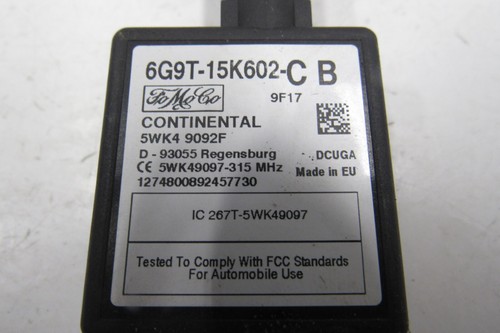 6G9T-15K602-C B
FoMoCo 9F17
CONTINENTAL
5WK4 9092F
D - 93055 Regensburg DCUGA
CE 5WK49097-315 MHz Made in EU
1274800892457730
IC 267T-5WK49097
Tested To Comply With FCC Standards
For Automobile Use